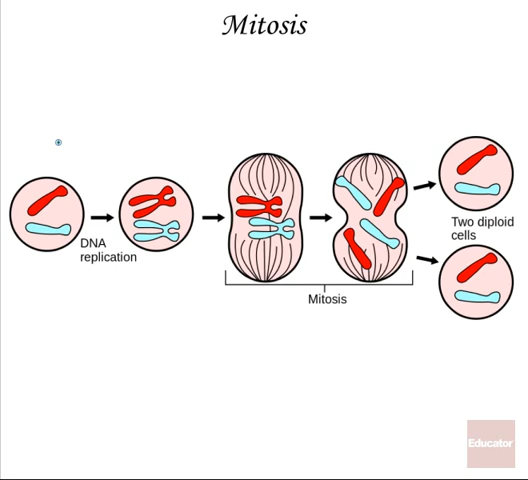 Mitosis
DNA
replication
Two diploid
cells
Mitosis
Educator